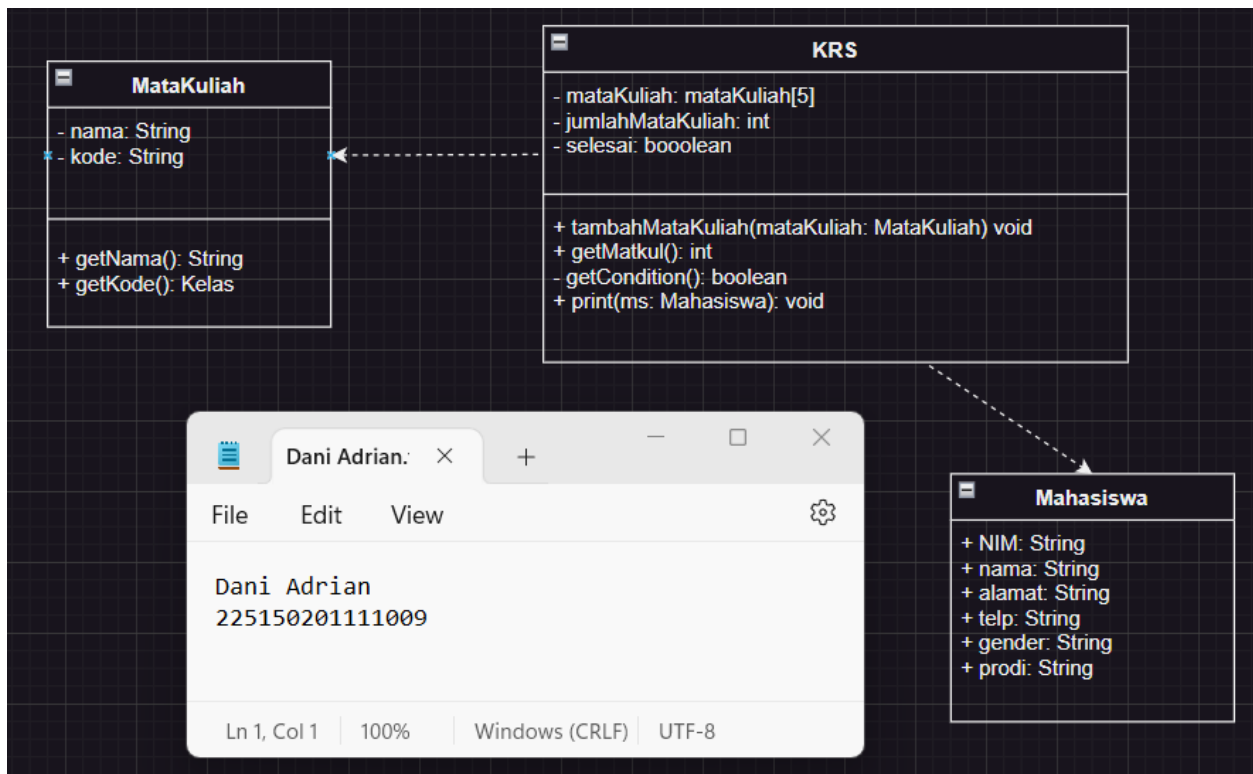 MataKuliah
- nama: String
- kode: String
+ getNama(): String
+ getKode(): Kelas
KRS
- mataKuliah: mataKuliah[5]
- jumlahMataKuliah: int
- selesai: booolean
+ tambahMataKuliah(mataKuliah: MataKuliah) void
+ getMatkul(): int
- getCondition(): boolean
+ print(ms: Mahasiswa): void
Dani Adrian.
File Edit View
Dani Adrian
225150201111009
Ln 1, Col 1 100% Windows (CRLF) UTF-8
Mahasiswa
+ NIM: String
+ nama: String
+ alamat: String
+ telp: String
+ gender: String
+ prodi: String